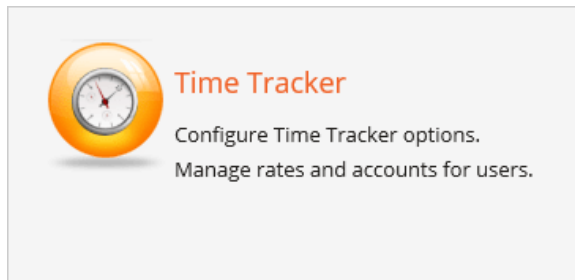 Time Tracker
Configure Time Tracker options.
Manage rates and accounts for users.